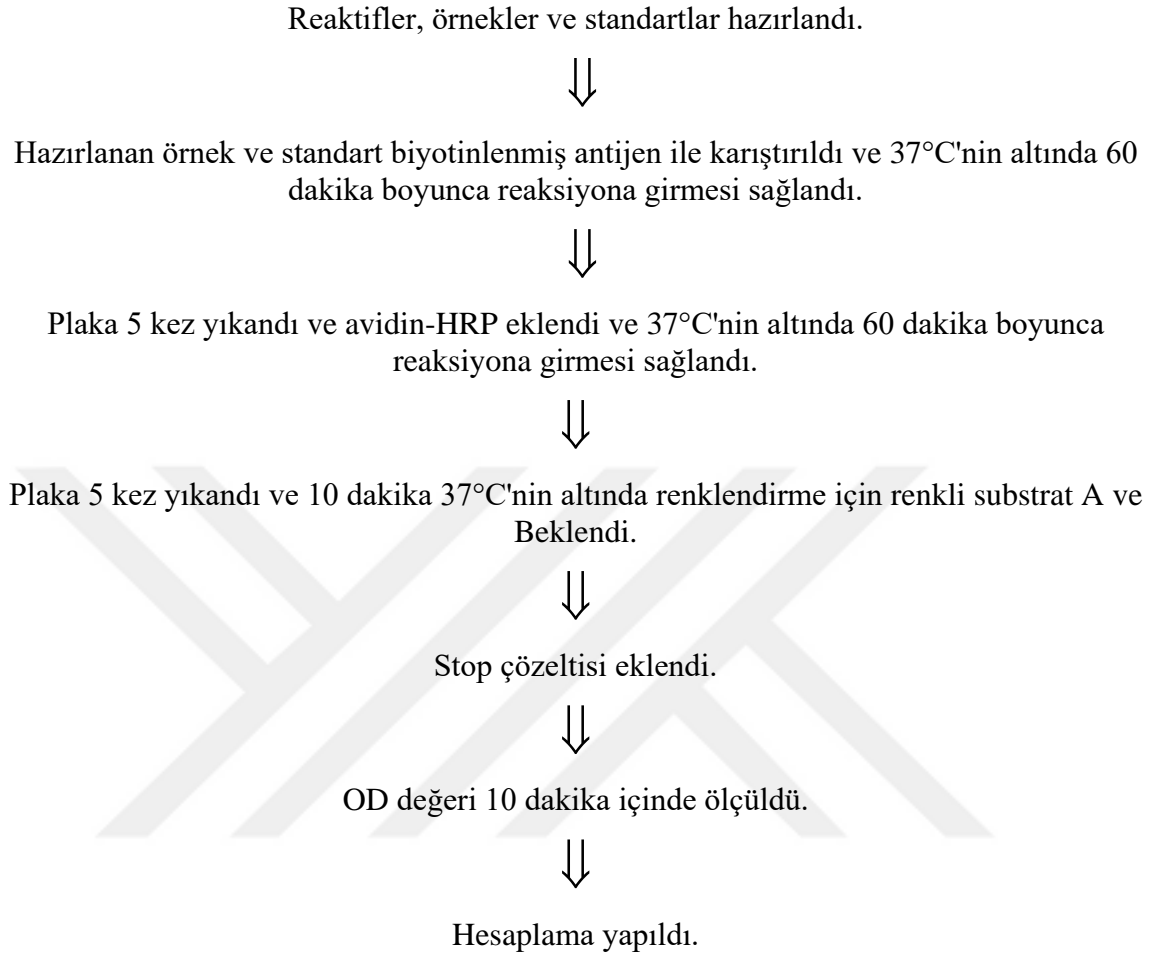 Reaktifler, örnekler ve standartlar hazırlandı.
⇓
Hazırlanan örnek ve standart biyotinlenmiş antijen ile karıştırıldı ve 37°C'nin altında 60
dakika boyunca reaksiyona girmesi sağlandı.
⇓
Plaka 5 kez yıkandı ve avidin-HRP eklendi ve 37°C'nin altında 60 dakika boyunca
reaksiyona girmesi sağlandı.
⇓
Plaka 5 kez yıkandı ve 10 dakika 37°C'nin altında renklendirme için renkli substrat A ve
Beklendi.
⇓
Stop çözeltisi eklendi.
⇓
OD değeri 10 dakika içinde ölçüldü.
⇓
Hesaplama yapıldı.